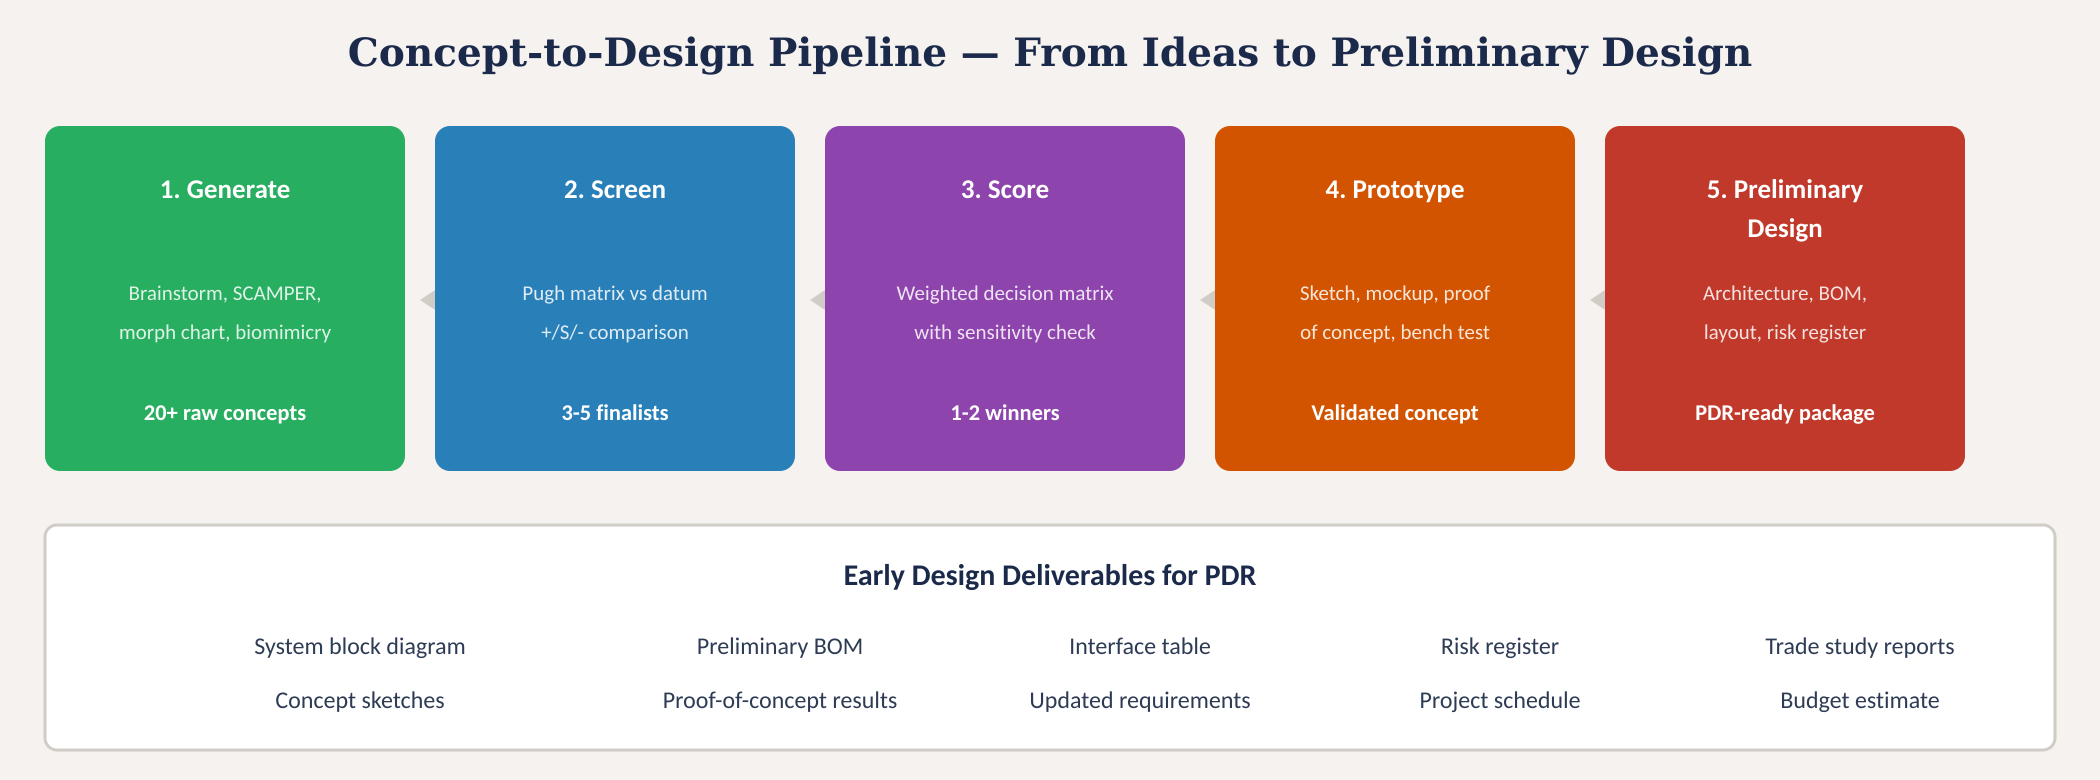 Concept-to-Design Pipeline — From Ideas to Preliminary Design
1. Generate
Brainstorm, SCAMPER,
morph chart, biomimicry
20+ raw concepts
2. Screen
Pugh matrix vs datum
+/S/- comparison
3-5 finalists
3. Score
Weighted decision matrix
with sensitivity check
1-2 winners
4. Prototype
Sketch, mockup, proof
of concept, bench test
Validated concept
5. Preliminary
Design
Architecture, BOM,
layout, risk register
PDR-ready package
Early Design Deliverables for PDR
System block diagram
Preliminary BOM
Interface table
Risk register
Trade study reports
Concept sketches
Proof-of-concept results
Updated requirements
Project schedule
Budget estimate